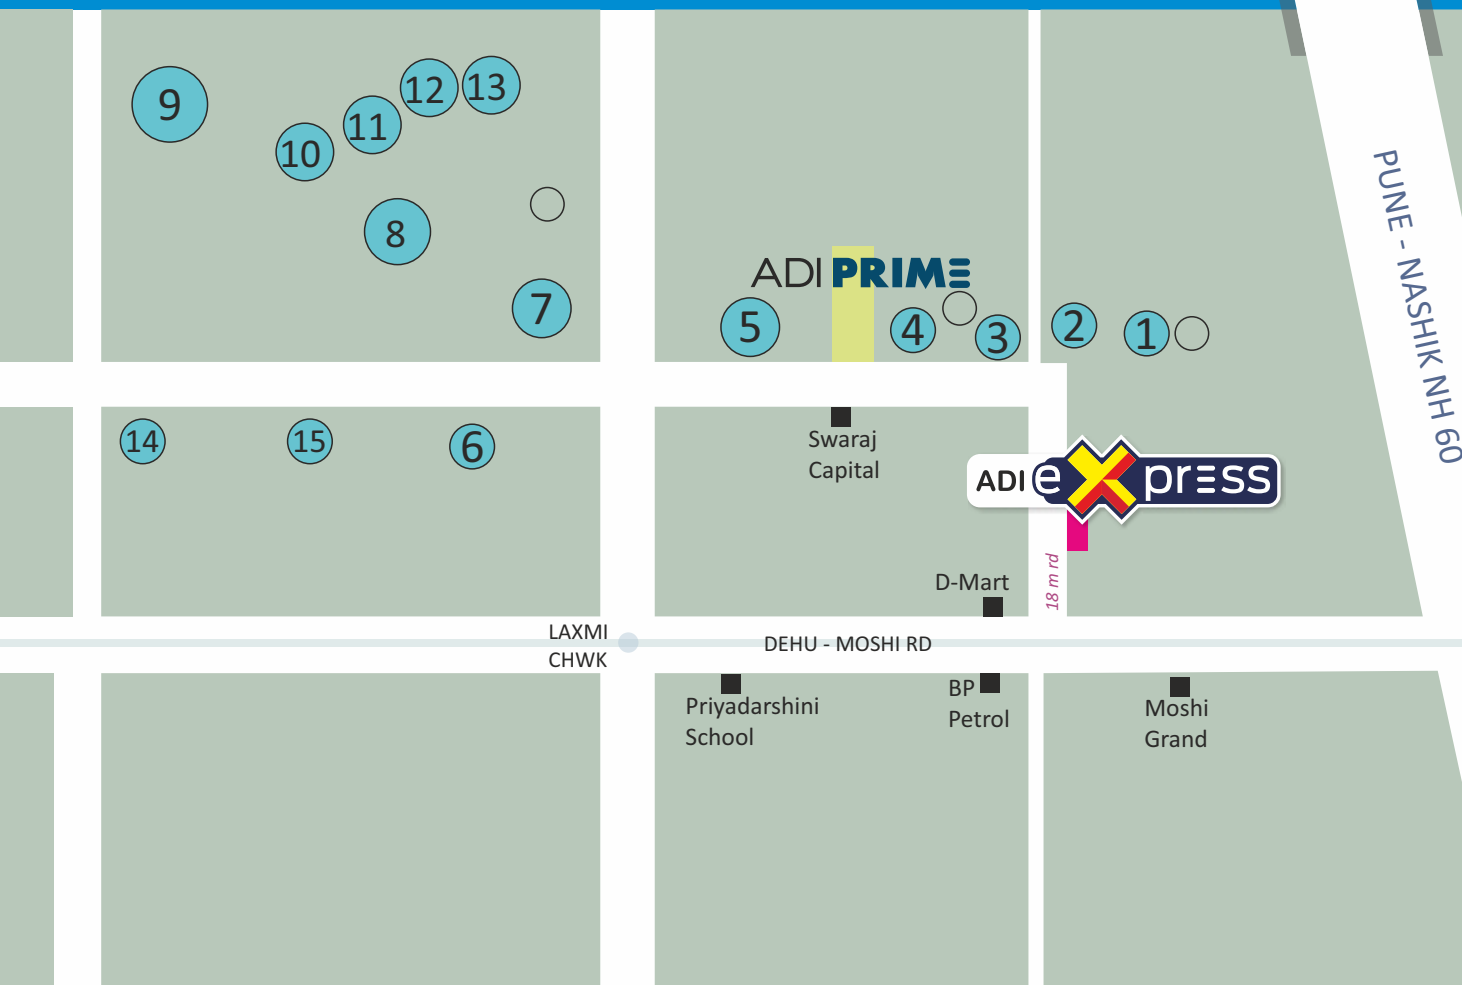 9
10
11
12
13
8
7
ADI PRIME
5
4
3
2
1
PUNE - NASHIK NH 60
14
15
6
Swaraj
Capital
ADI express
18 m rd
D-Mart
LAXMI
CHWK
DEHU - MOSHI RD
Priyadarshini
School
BP
Petrol
Moshi
Grand